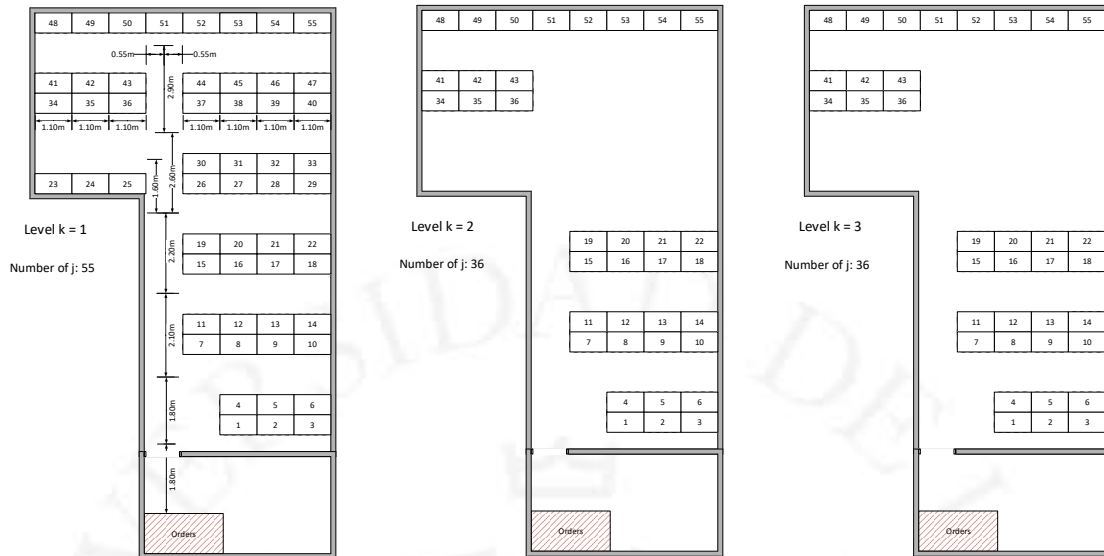 48 49 50 51 52 53 54 55
0.55m 0.55m
41 42 43 44 45 46 47
34 35 36 37 38 39 40
2.90m
1.10m 1.10m 1.10m 1.10m 1.10m 1.10m 1.10m
30 31 32 33
23 24 25 26 27 28 29
1.60m
2.60m
Level k = 1
Number of j: 55
19 20 21 22
15 16 17 18
2.20m
11 12 13 14
7 8 9 10
2.10m
4 5 6
1 2 3
1.80m
1.80m
Orders
48 49 50 51 52 53 54 55
41 42 43
34 35 36
Level k = 2
Number of j: 36
19 20 21 22
15 16 17 18
11 12 13 14
7 8 9 10
4 5 6
1 2 3
Orders
48 49 50 51 52 53 54 55
41 42 43
34 35 36
Level k = 3
Number of j: 36
19 20 21 22
15 16 17 18
11 12 13 14
7 8 9 10
4 5 6
1 2 3
Orders